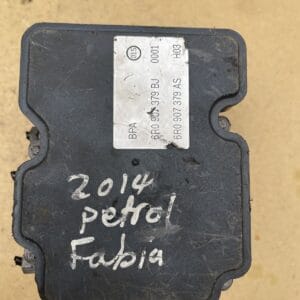 BPA
6R0 907 379 BJ 0001
6R0 907 379 AS H03
2014
petrol
Fabia